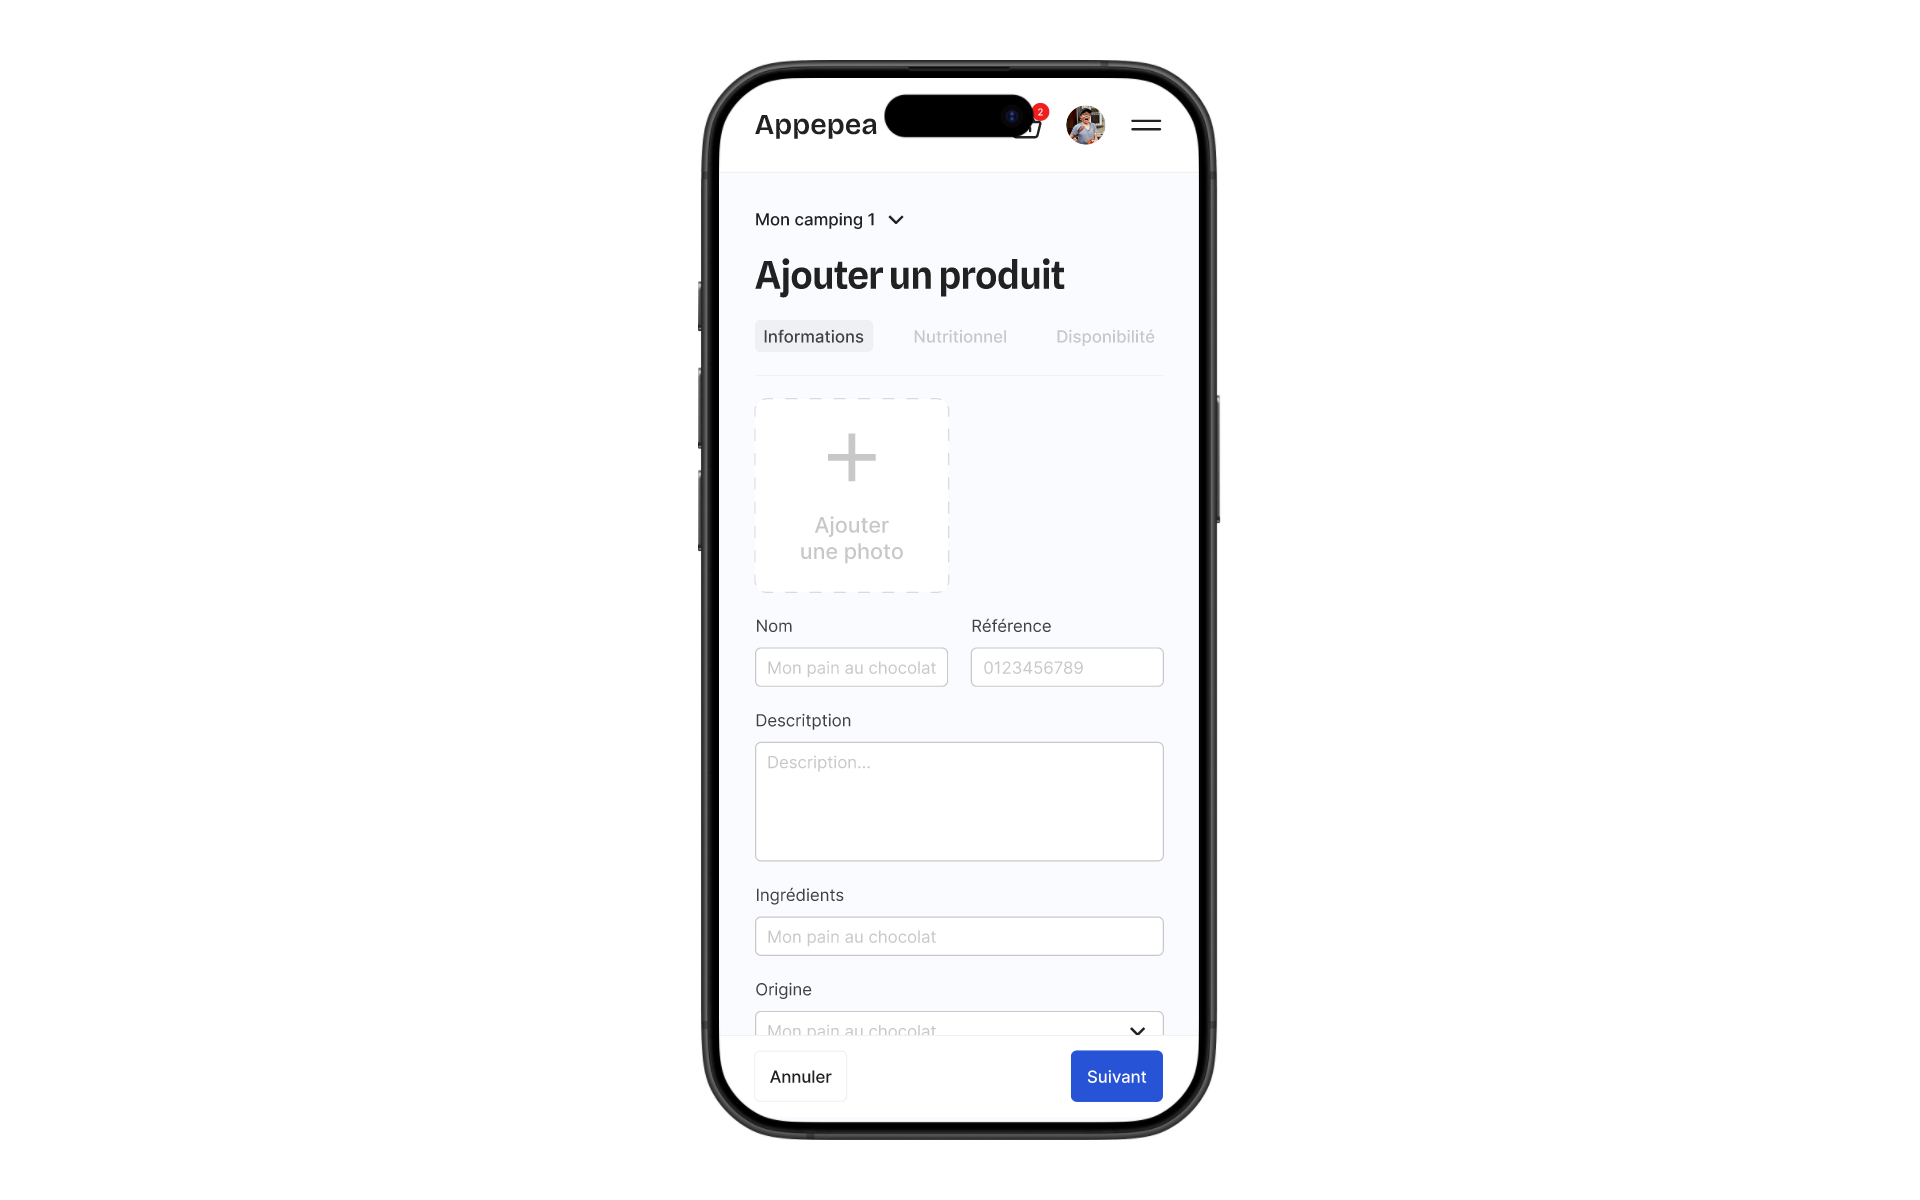 Appepea
2
Mon camping 1
Ajouter un produit
Informations
Nutritionnel
Disponibilité
Ajouter
une photo
Nom
Référence
Mon pain au chocolat
0123456789
Descritption
Description...
Ingrédients
Mon pain au chocolat
Origine
Mon pain au chocolat
Annuler
Suivant